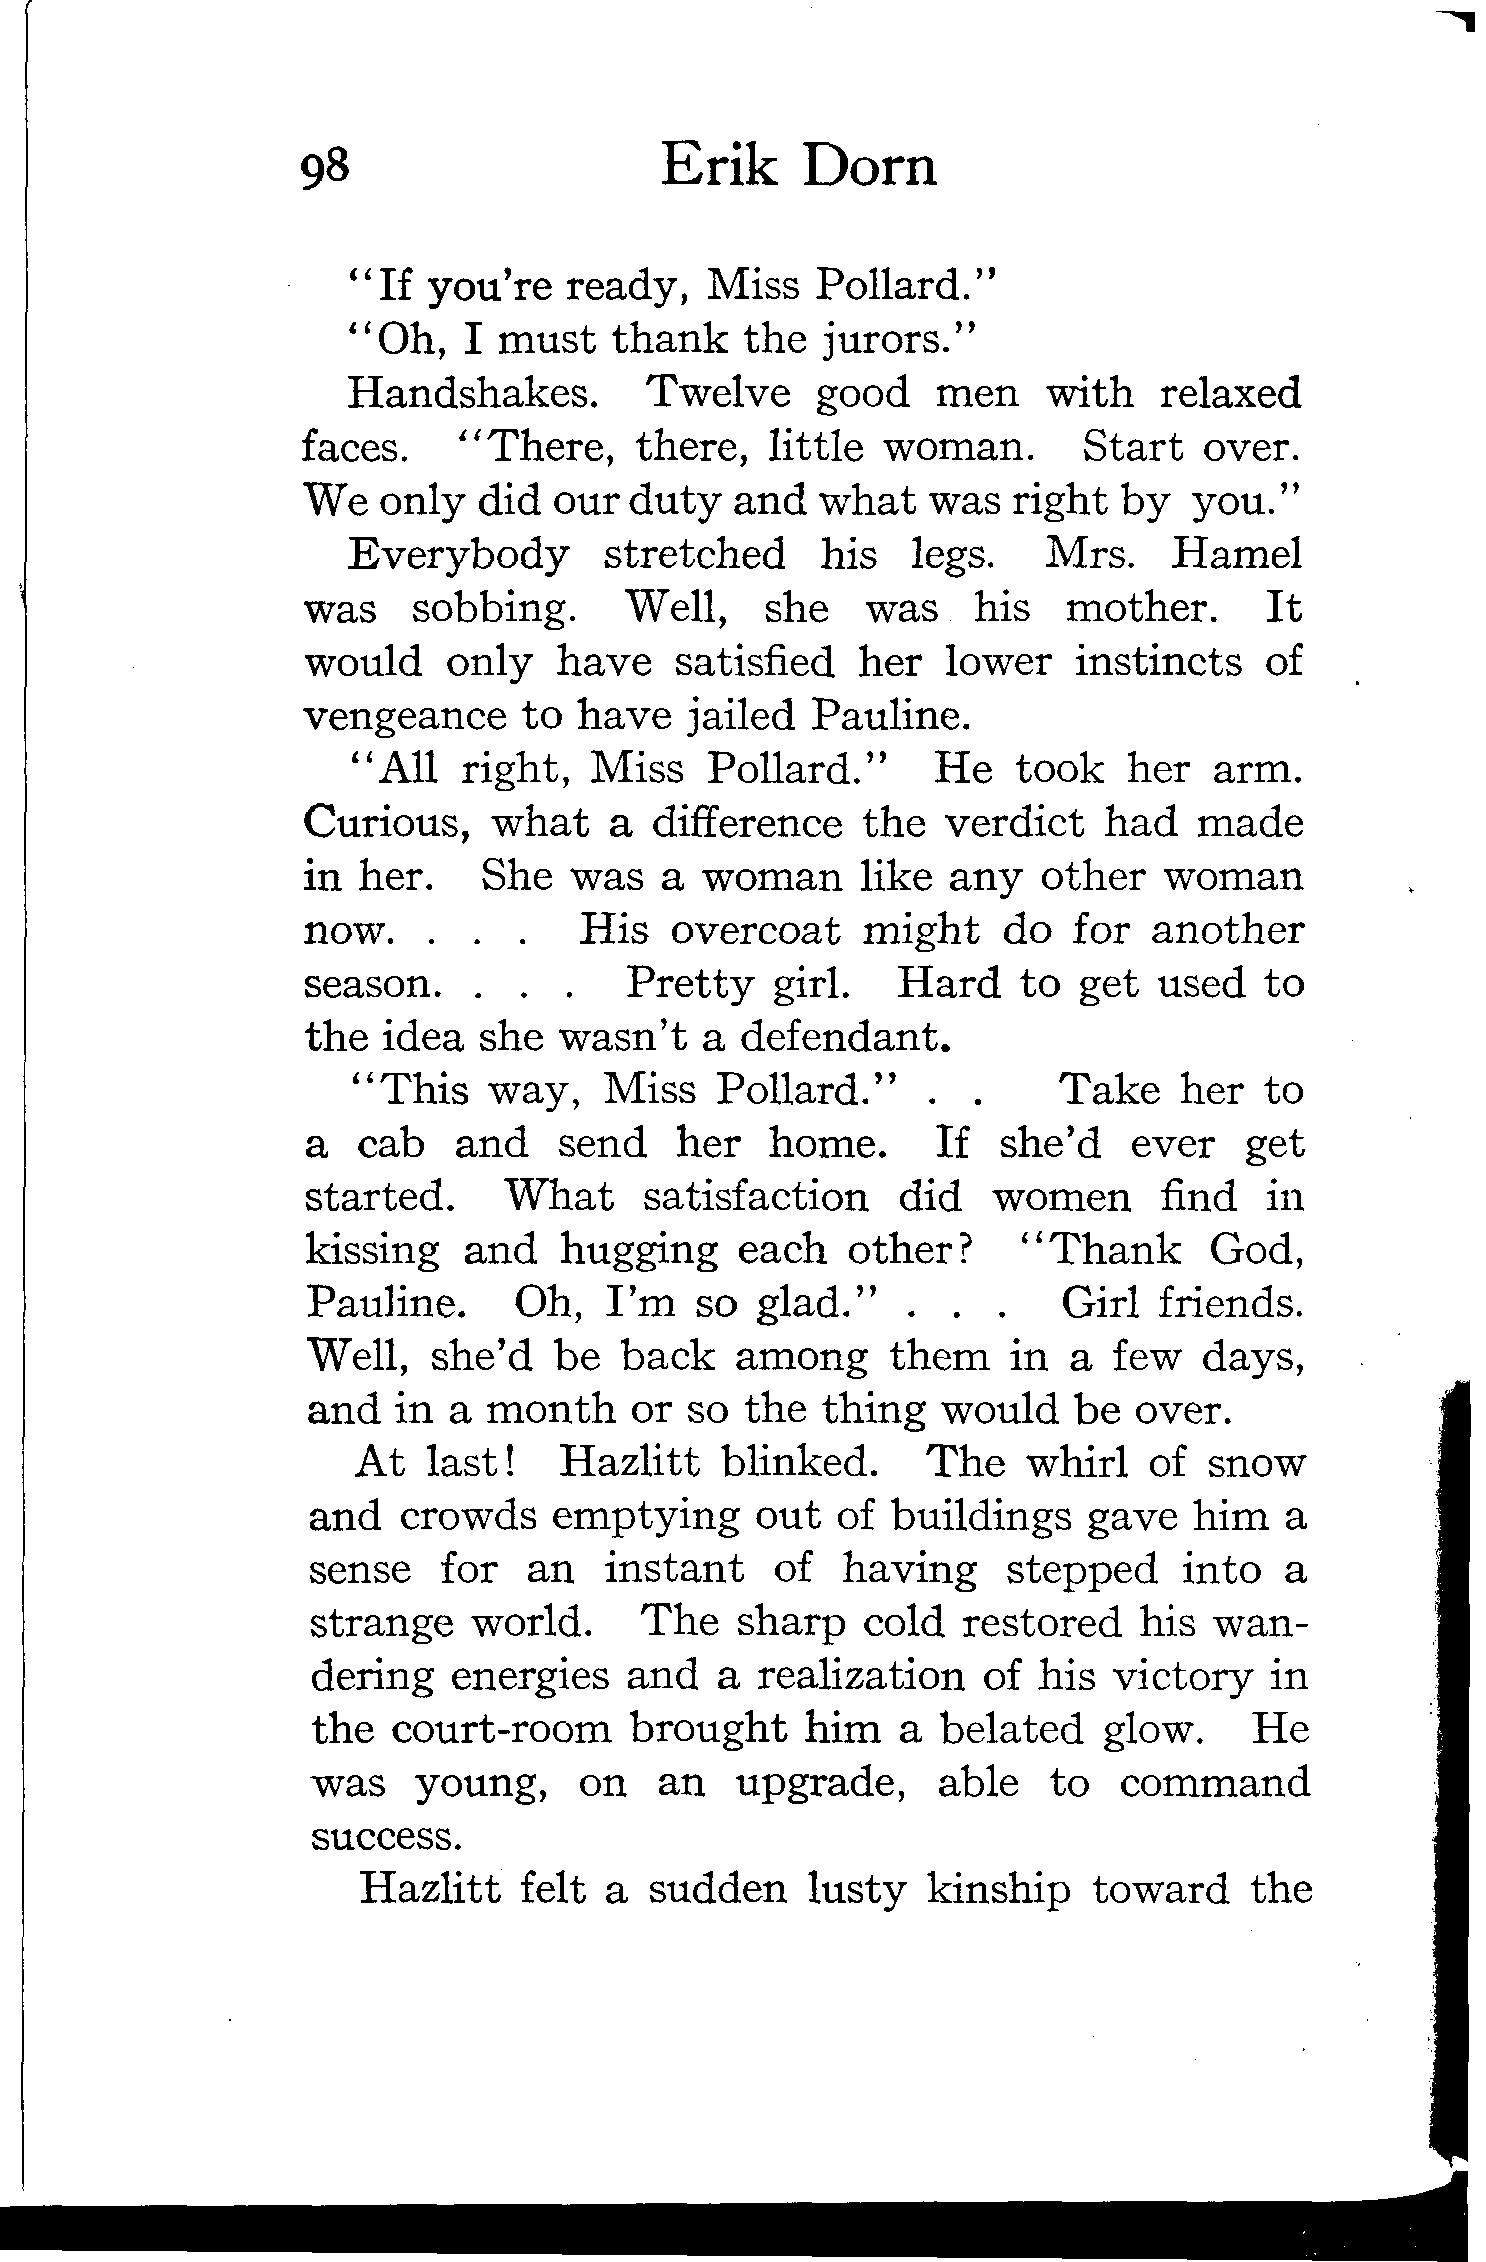 98 Erik Dorn
"If you're ready, Miss Pollard."
"Oh, I must thank the jurors."
Handshakes. Twelve good men with relaxed
faces. "There, there, little woman. Start over.
We only did our duty and what was right by you."
Everybody stretched his legs. Mrs. Hamel
was sobbing. Well, she was his mother. It
would only have satisfied her lower instincts of
vengeance to have jailed Pauline.
"All right, Miss Pollard." He took her arm.
Curious, what a difference the verdict had made
in her. She was a woman like any other woman
now. . . . His overcoat might do for another
season. . . . Pretty girl. Hard to get used to
the idea she wasn't a defendant.
"This way, Miss Pollard." . . Take her to
a cab and send her home. If she'd ever get
started. What satisfaction did women find in
kissing and hugging each other? "Thank God,
Pauline. Oh, I'm so glad." . . . Girl friends.
Well, she'd be back among them in a few days,
and in a month or so the thing would be over.
At last! Hazlitt blinked. The whirl of snow
and crowds emptying out of buildings gave him a
sense for an instant of having stepped into a
strange world. The sharp cold restored his wan-
dering energies and a realization of his victory in
the court-room brought him a belated glow. He
was young, on an upgrade, able to command
success.
Hazlitt felt a sudden lusty kinship toward the